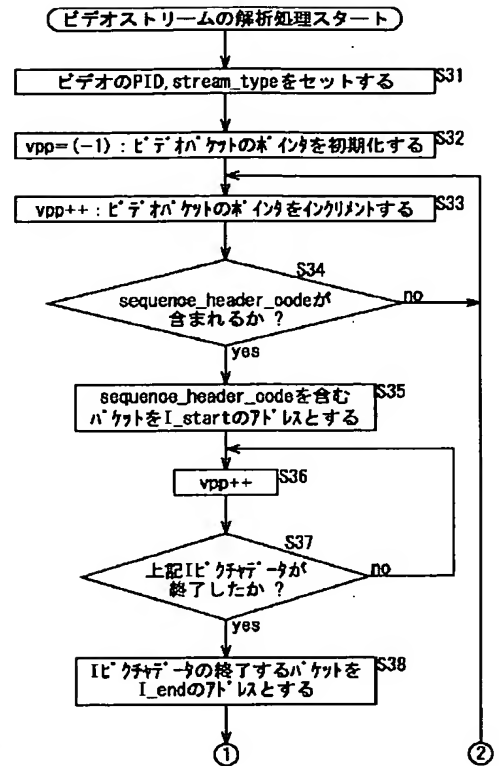 ビデオストリームの解析処理スタート
ビデオのPID,stream_typeをセットする
S31
vpp=(-1):ビデオパケットのポインタを初期化する
S32
vpp++:ビデオパケットのポインタをインクリメントする
S33
S34
sequence_header_codeが
含まれるか ?
no
yes
sequence_header_codeを含む
パケットをI_startのアドレスとする
S35
vpp++
S36
S37
上記Iピクチャデータが
終了したか ?
no
yes
Iピクチャデータの終了するパケットを
I_endのアドレスとする
S38
①
②